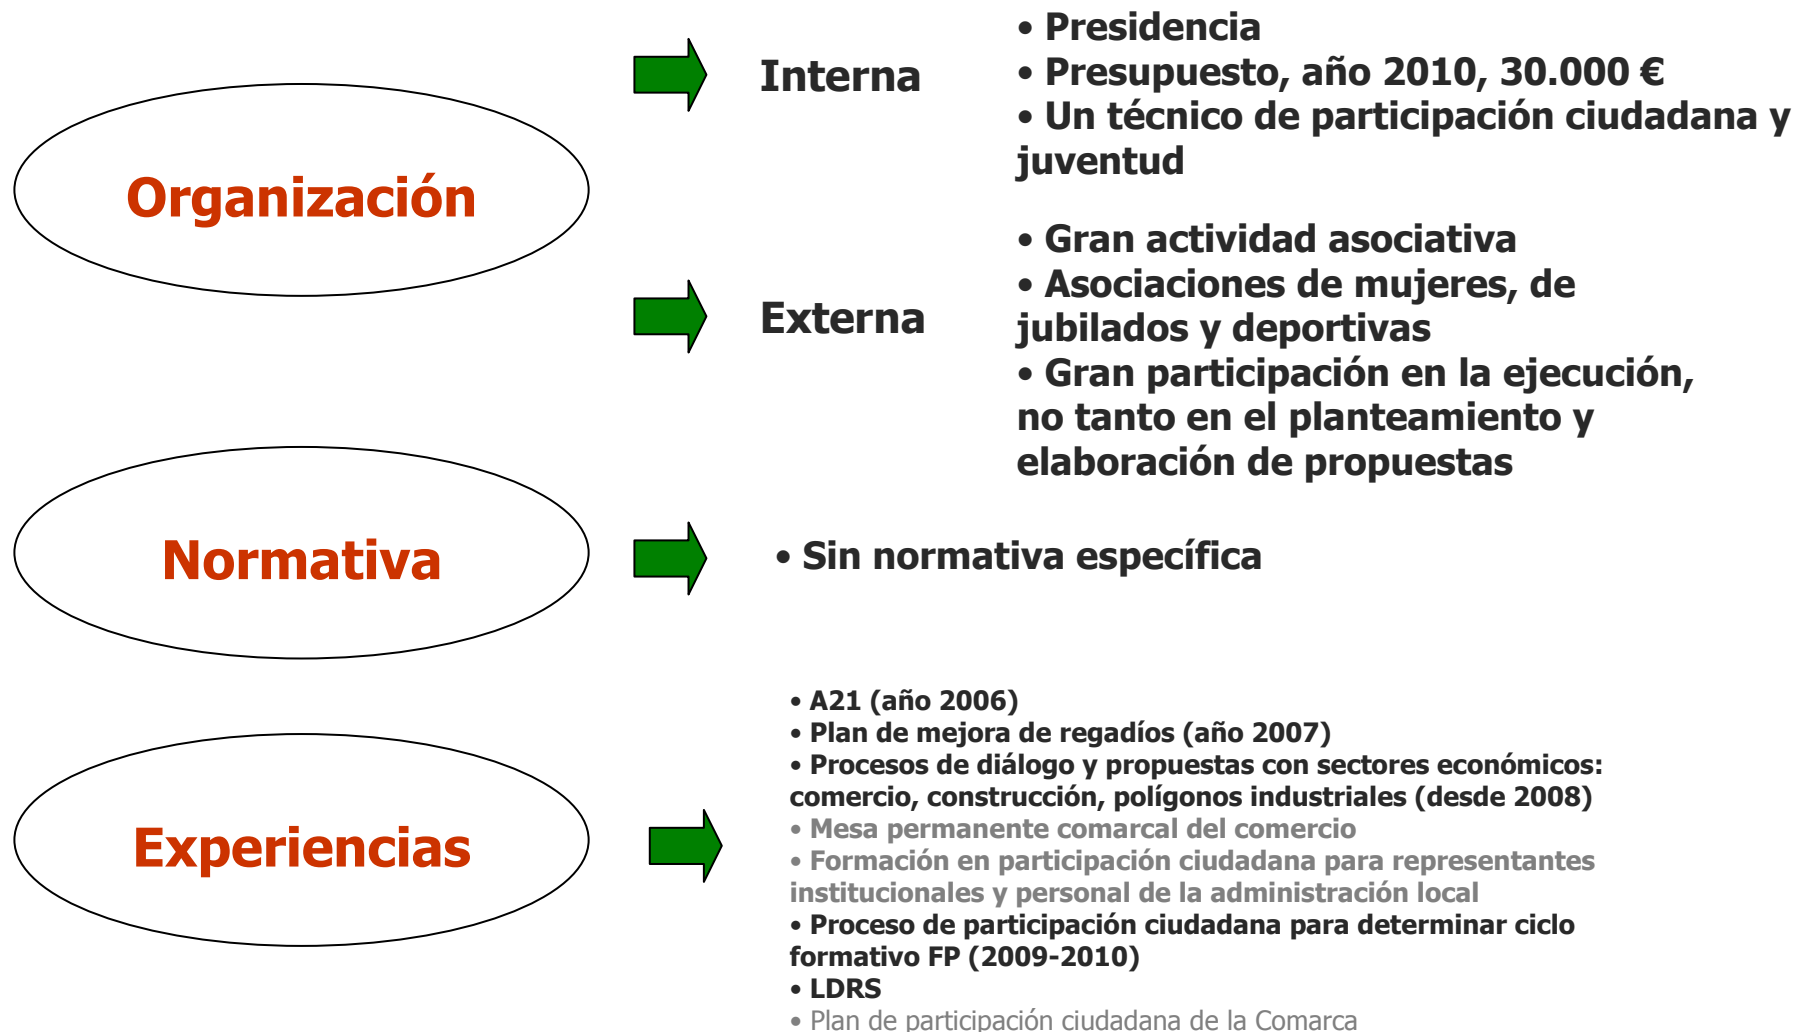 Organización
Interna
• Presidencia
• Presupuesto, año 2010, 30.000 €
• Un técnico de participación ciudadana y
juventud
Externa
• Gran actividad asociativa
• Asociaciones de mujeres, de
jubilados y deportivas
• Gran participación en la ejecución,
no tanto en el planteamiento y
elaboración de propuestas
Normativa
• Sin normativa específica
Experiencias
• A21 (año 2006)
• Plan de mejora de regadíos (año 2007)
• Procesos de diálogo y propuestas con sectores económicos:
comercio, construcción, polígonos industriales (desde 2008)
• Mesa permanente comarcal del comercio
• Formación en participación ciudadana para representantes
institucionales y personal de la administración local
• Proceso de participación ciudadana para determinar ciclo
formativo FP (2009-2010)
• LDRS
• Plan de participación ciudadana de la Comarca